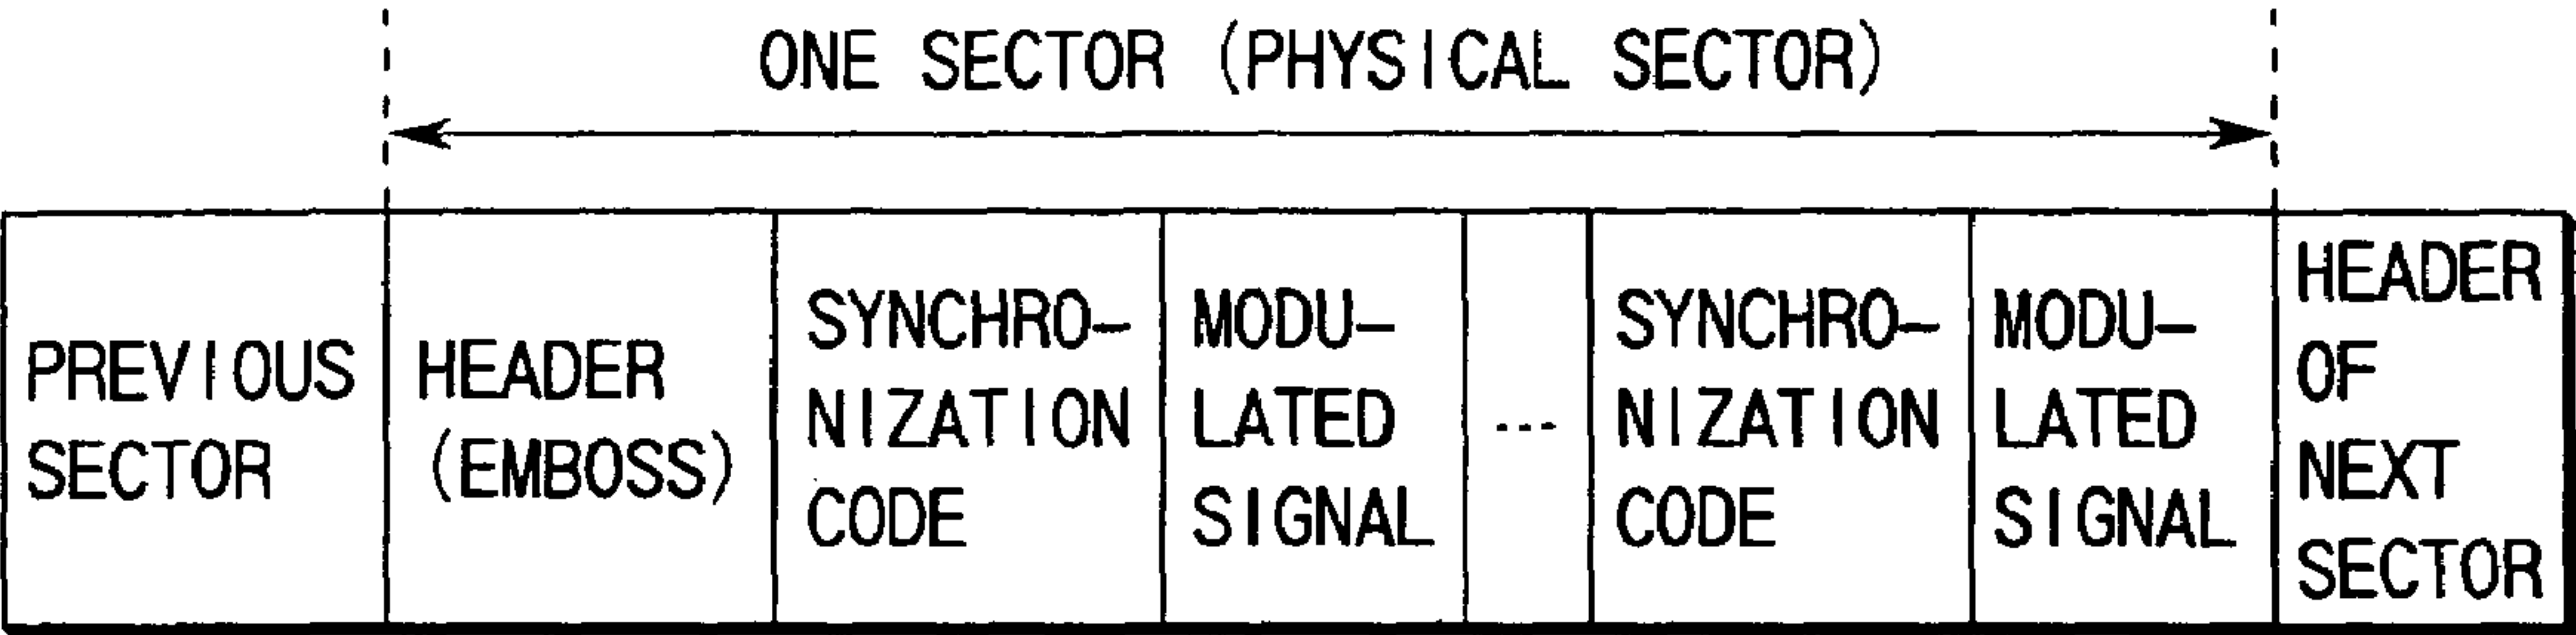 ONE SECTOR (PHYSICAL SECTOR)
PREVIOUS
SECTOR
HEADER
(EMBOSS)
SYNCHRO-
NIZATION
CODE
MODU-
LATED
SIGNAL
---
SYNCHRO-
NIZATION
CODE
MODU-
LATED
SIGNAL
HEADER
OF
NEXT
SECTOR